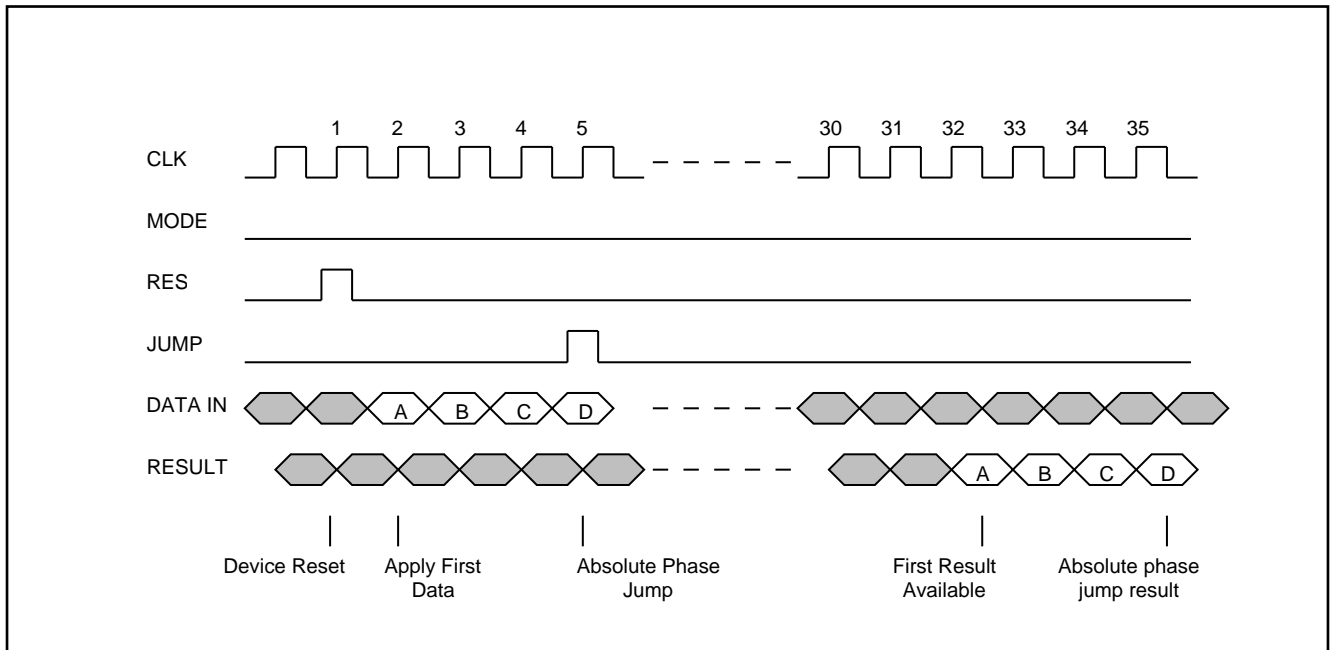 1 2 3 4 5 30 31 32 33 34 35
CLK
MODE
RES
JUMP
DATA IN A B C D
RESULT A B C D
Device Reset Apply First Absolute Phase First Result Absolute phase
Data Jump Available jump result